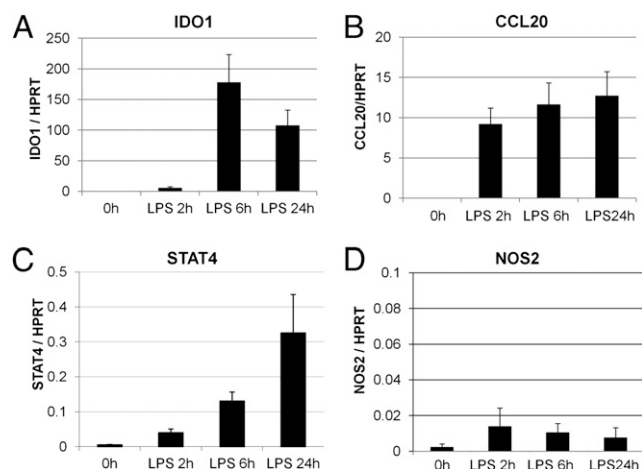 A
IDO1
IDO1 / HPRT
250
200
150
100
50
0
0h LPS 2h LPS 6h LPS 24h
B
CCL20
CCL20/HPRT
20
15
10
5
0
0h LPS 2h LPS 6h LPS24h
C
STAT4
STAT4 / HPRT
0.5
0.4
0.3
0.2
0.1
0
0h LPS 2h LPS 6h LPS 24h
D
NOS2
NOS2 / HPRT
0.1
0.08
0.06
0.04
0.02
0
0h LPS 2h LPS 6h LPS24h